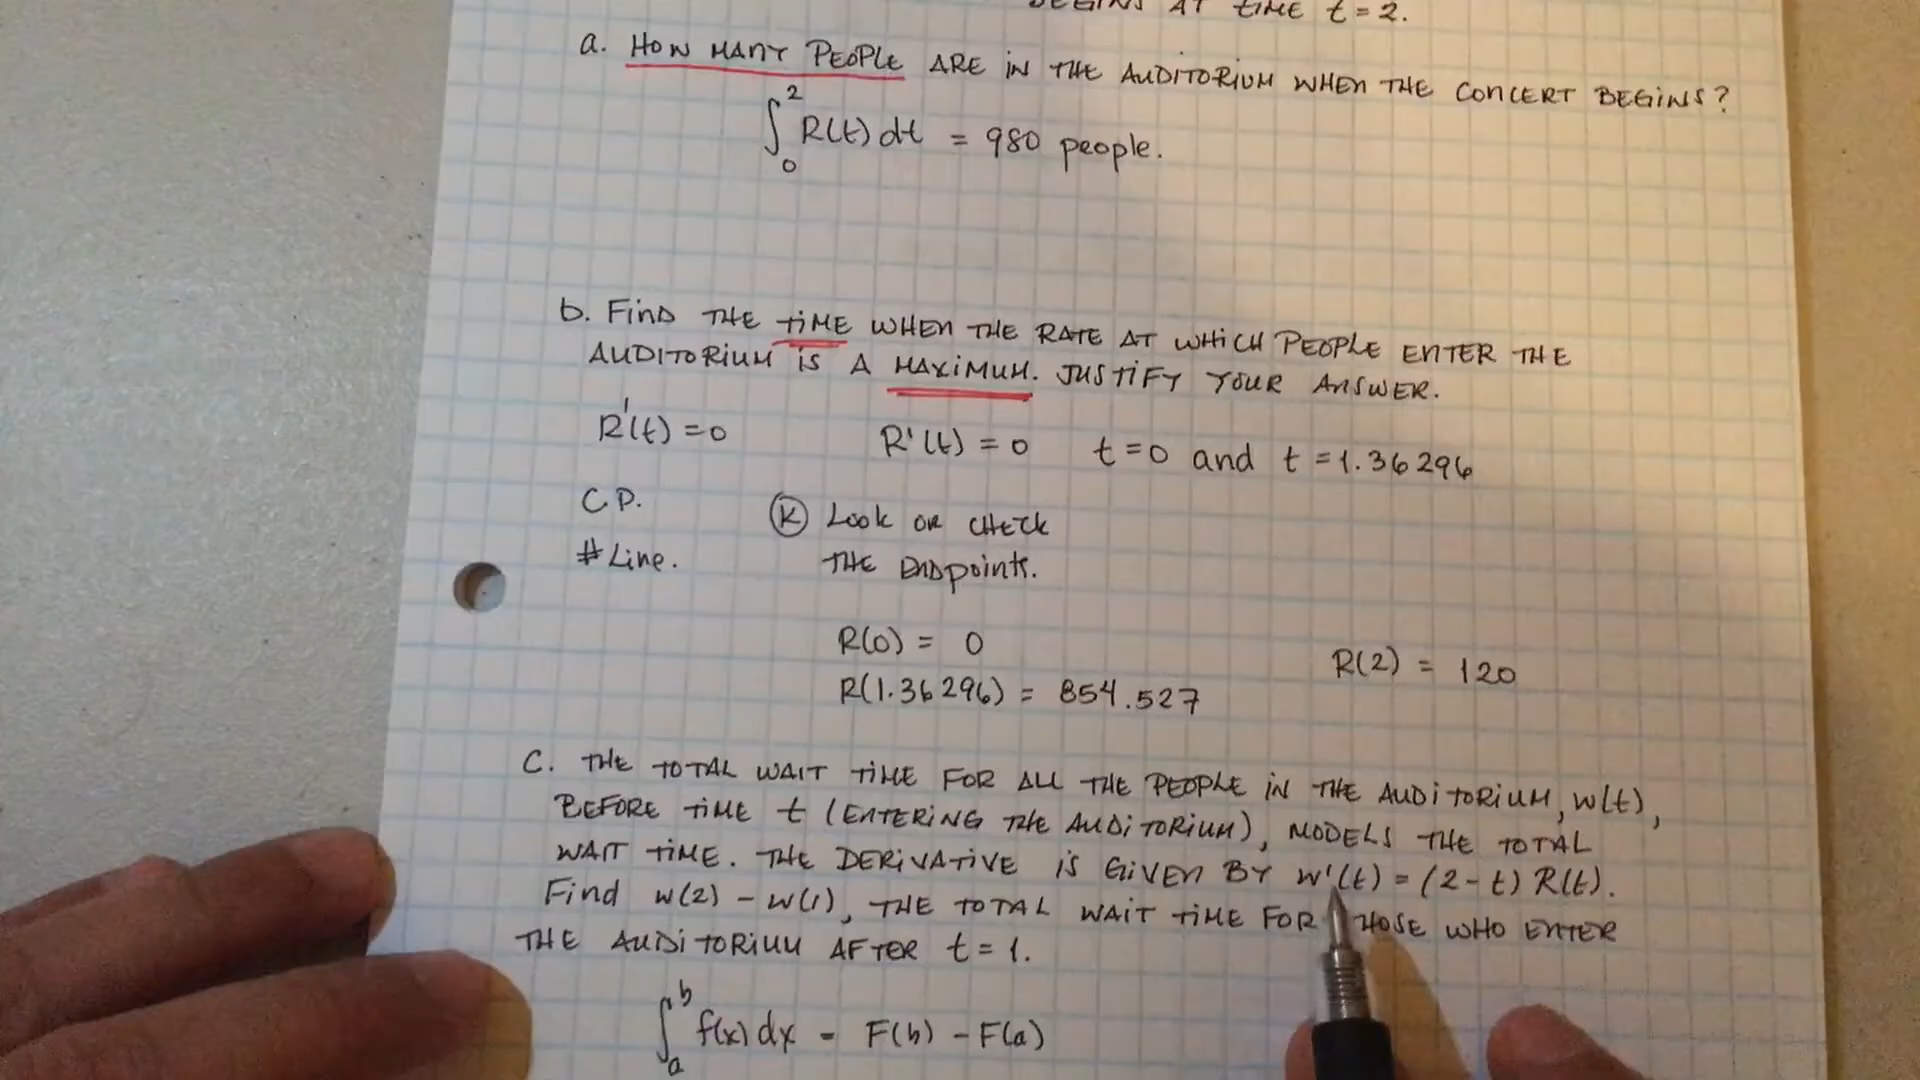 BEGINS AT TIME t = 2.
a. HOW MANY PEOPLE ARE IN THE AUDITORIUM WHEN THE CONCERT BEGINS?
∫₀² R(t) dt = 980 people.
b. FIND THE TIME WHEN THE RATE AT WHICH PEOPLE ENTER THE
AUDITORIUM IS A MAXIMUM. JUSTIFY YOUR ANSWER.
R'(t) = 0 R'(t) = 0 t = 0 and t = 1.36296
C.P. Ⓚ Look OR CHECK
# Line. THE ENDpoints.
R(0) = 0 R(2) = 120
R(1.36296) = 854.527
C. THE TOTAL WAIT TIME FOR ALL THE PEOPLE IN THE AUDITORIUM, W(t),
BEFORE TIME t (ENTERING THE AUDITORIUM), MODELS THE TOTAL
WAIT TIME. THE DERIVATIVE IS GIVEN BY W'(t) = (2-t) R(t).
Find W(2) - W(1), THE TOTAL WAIT TIME FOR THOSE WHO ENTER
THE AUDITORIUM AFTER t = 1.
∫ₐᵇ f(x) dx = F(b) - F(a)